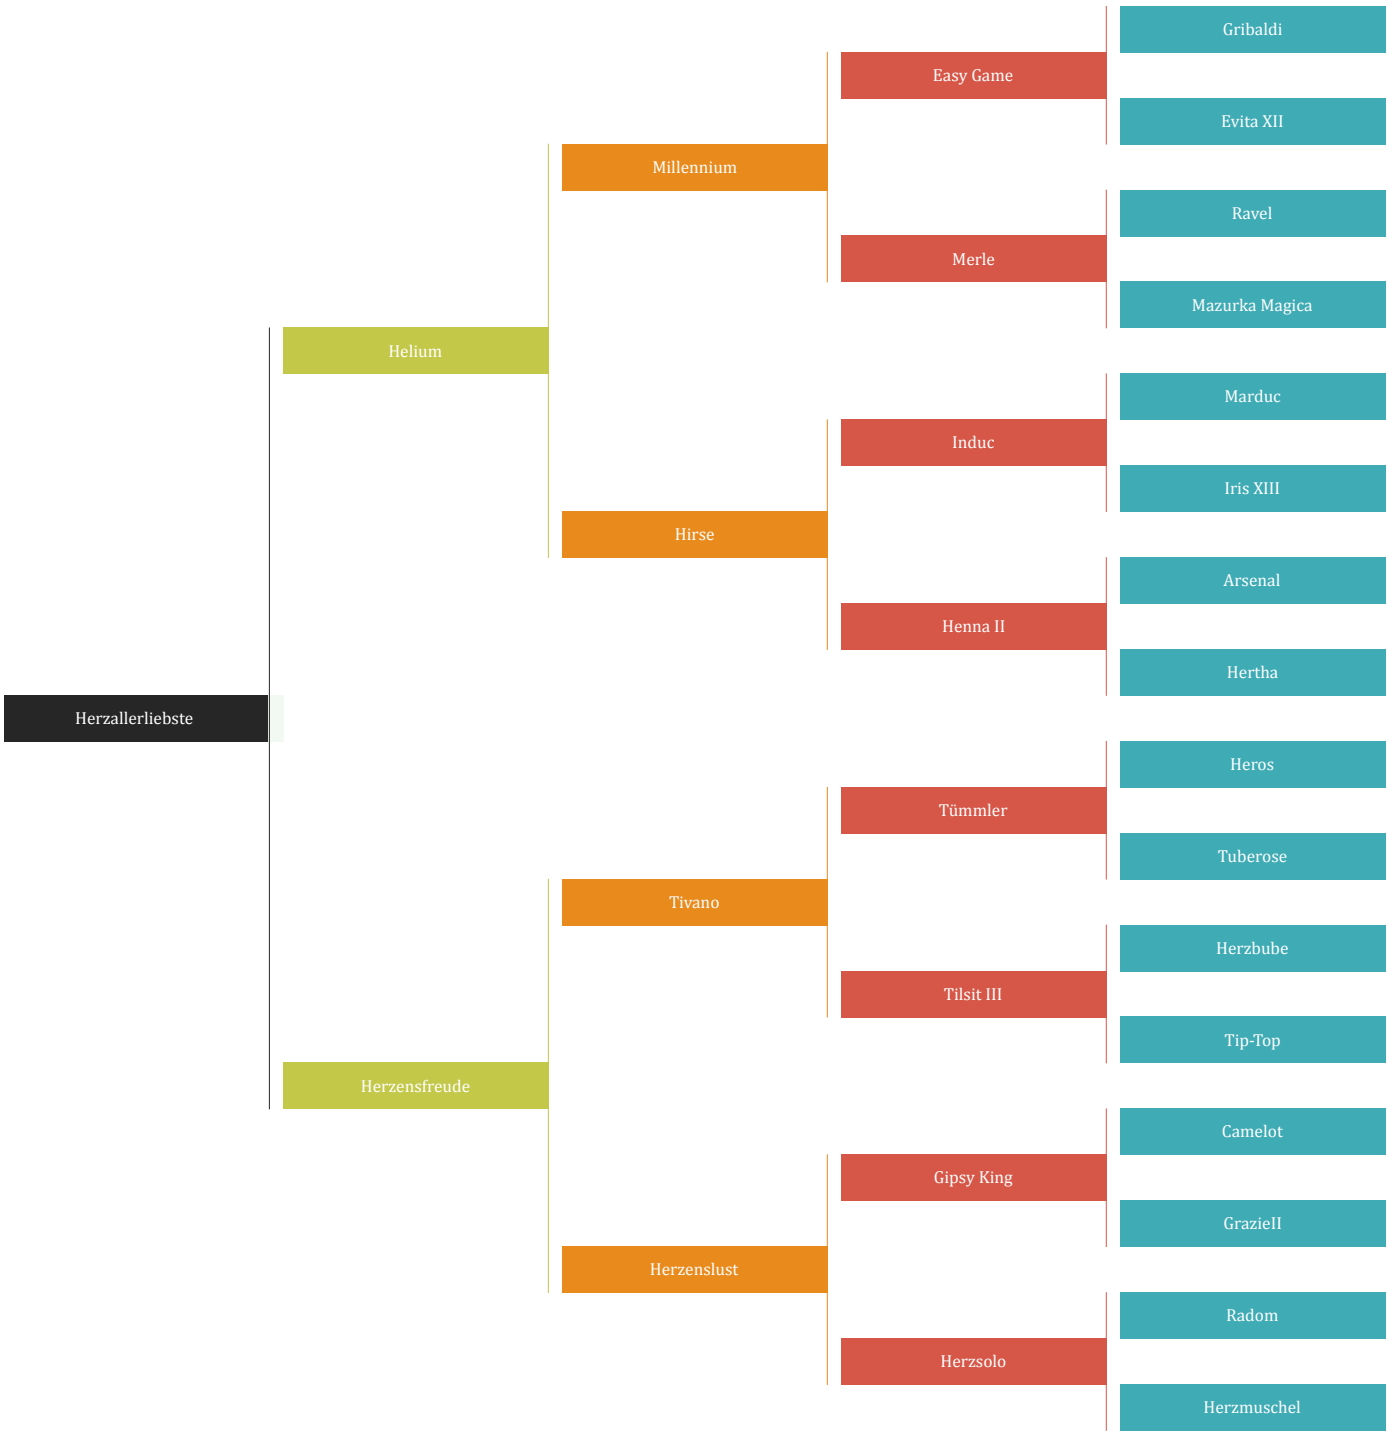 Gribaldi
Easy Game
Evita XII
Millennium
Ravel
Merle
Mazurka Magica
Helium
Marduc
Induc
Iris XIII
Hirse
Arsenal
Henna II
Hertha
Herzallerliebste
Heros
Tümmler
Tuberose
Tivano
Herzbube
Tilsit III
Tip-Top
Herzensfreude
Camelot
Gipsy King
GrazieII
Herzenslust
Radom
Herzsolo
Herzmuschel